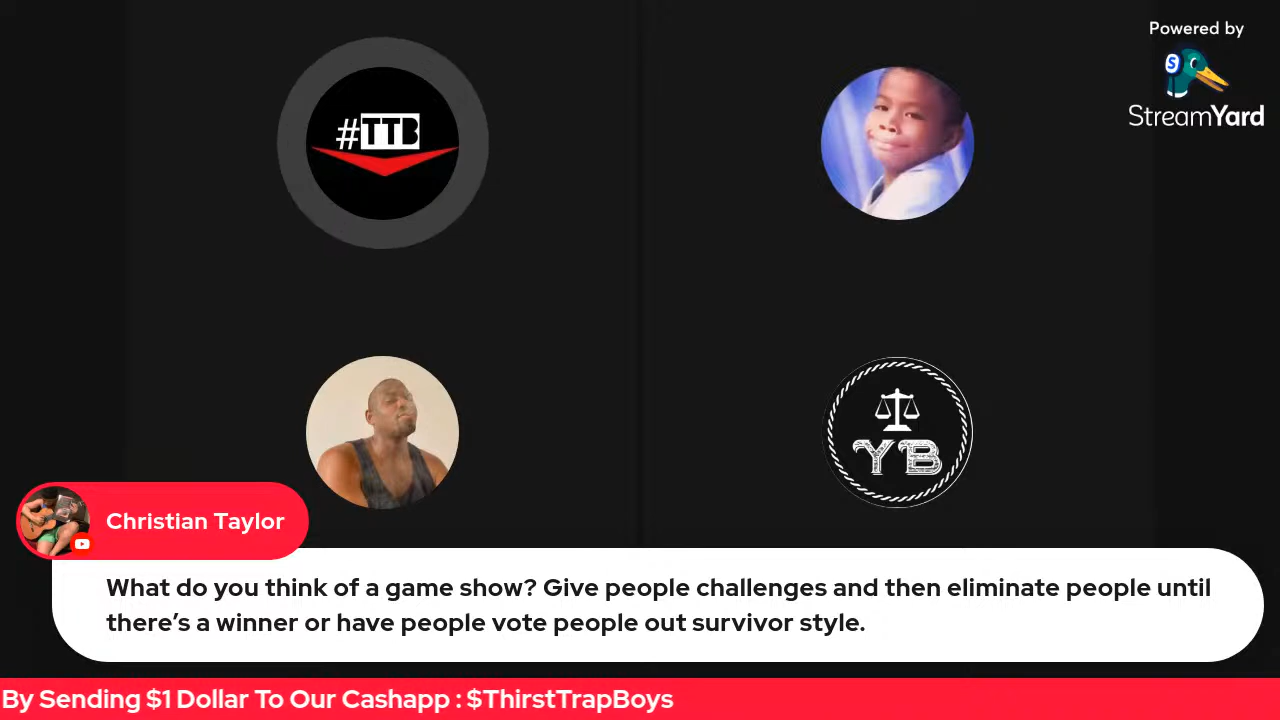 Powered by
S
StreamYard
#TTB
YB
Christian Taylor
What do you think of a game show? Give people challenges and then eliminate people until
there’s a winner or have people vote people out survivor style.
By Sending $1 Dollar To Our Cashapp : $ThirstTrapBoys